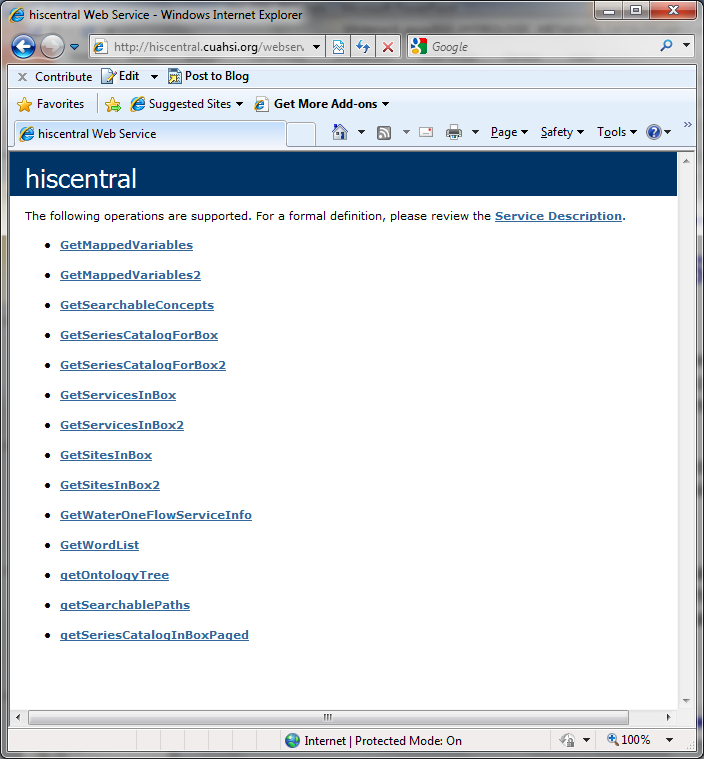 hiscentral Web Service - Windows Internet Explorer
http://hiscentral.cuahsi.org/webserv
Google
x Contribute Edit Post to Blog
Favorites Suggested Sites Get More Add-ons
hiscentral Web Service Page Safety Tools »
hiscentral
The following operations are supported. For a formal definition, please review the Service Description.
• GetMappedVariables
• GetMappedVariables2
• GetSearchableConcepts
• GetSeriesCatalogForBox
• GetSeriesCatalogForBox2
• GetServicesInBox
• GetServicesInBox2
• GetSitesInBox
• GetSitesInBox2
• GetWaterOneFlowServiceInfo
• GetWordList
• getOntologyTree
• getSearchablePaths
• getSeriesCatalogInBoxPaged
Internet | Protected Mode: On 100%